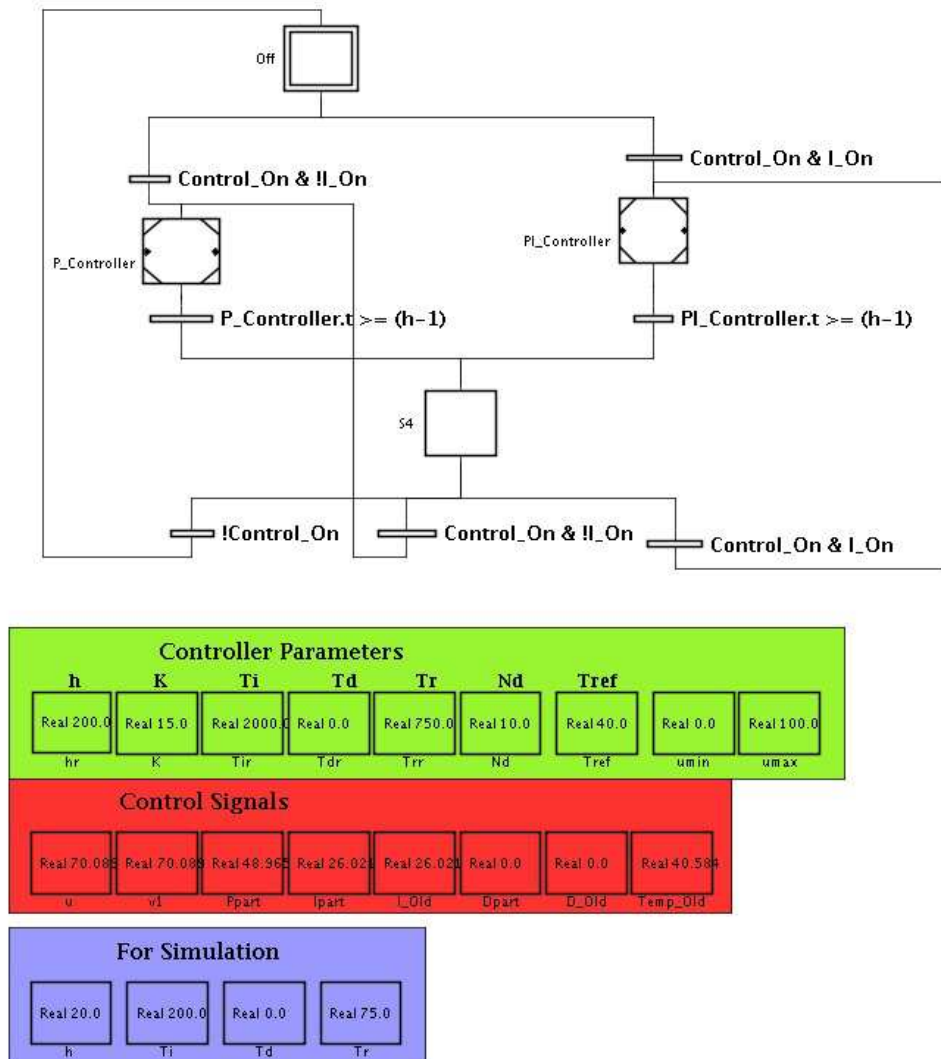 Off
Control_On & !I_On
Control_On & I_On
P_Controller
PI_Controller
P_Controller.t >= (h-1)
PI_Controller.t >= (h-1)
S4
!Control_On
Control_On & !I_On
Control_On & I_On
Controller Parameters
h K Ti Td Tr Nd Tref
Real 200.0 Real 15.0 Real 2000.0 Real 0.0 Real 750.0 Real 10.0 Real 40.0 Real 0.0 Real 100.0
hr K Tir Tdr Trr Nd Tref umin umax
Control Signals
Real 70.089 Real 70.089 Real 48.965 Real 26.021 Real 26.021 Real 0.0 Real 0.0 Real 40.584
u v1 Ppart Ipart I_Old Dpart D_Old Temp_Old
For Simulation
Real 20.0 Real 200.0 Real 0.0 Real 75.0
h Ti Td Tr